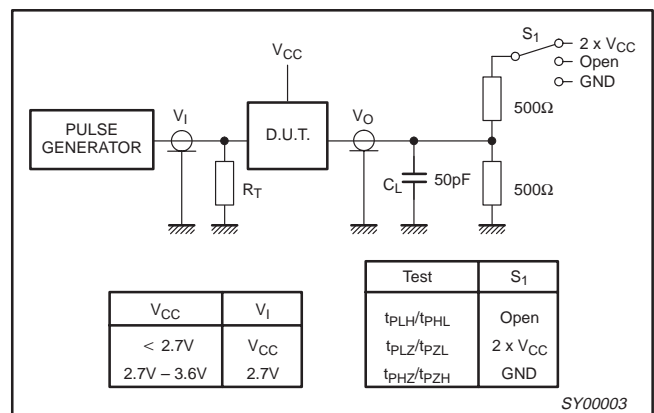 S1
2 x VCC
Open
GND
VCC
500Ω
VI
VO
PULSE
GENERATOR
D.U.T.
RT
CL
50pF
500Ω
VCC VI
< 2.7V VCC
2.7V – 3.6V 2.7V
Test S1
tPLH/tPHL Open
tPLZ/tPZL 2 x VCC
tPHZ/tPZH GND
SY00003